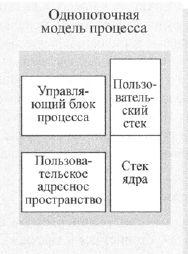 Однопоточная
модель процесса
Управля-
ющий блок
процесса
Пользо-
ватель-
ский
стек
Пользова-
тельское
адресное
пространство
Стек
ядра